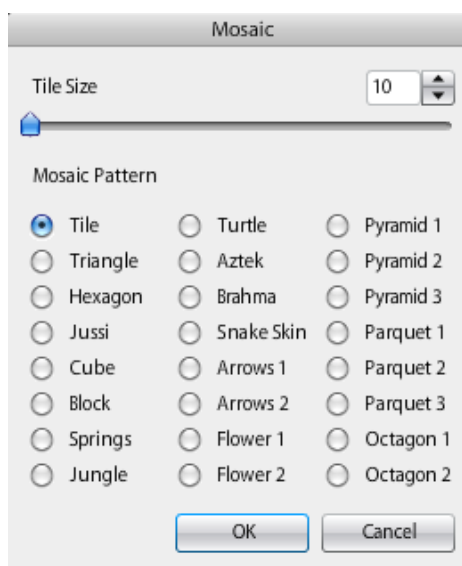 Mosaic
Tile Size 10
Mosaic Pattern
Tile Turtle Pyramid 1
Triangle Aztek Pyramid 2
Hexagon Brahma Pyramid 3
Jussi Snake Skin Parquet 1
Cube Arrows 1 Parquet 2
Block Arrows 2 Parquet 3
Springs Flower 1 Octagon 1
Jungle Flower 2 Octagon 2
OK Cancel